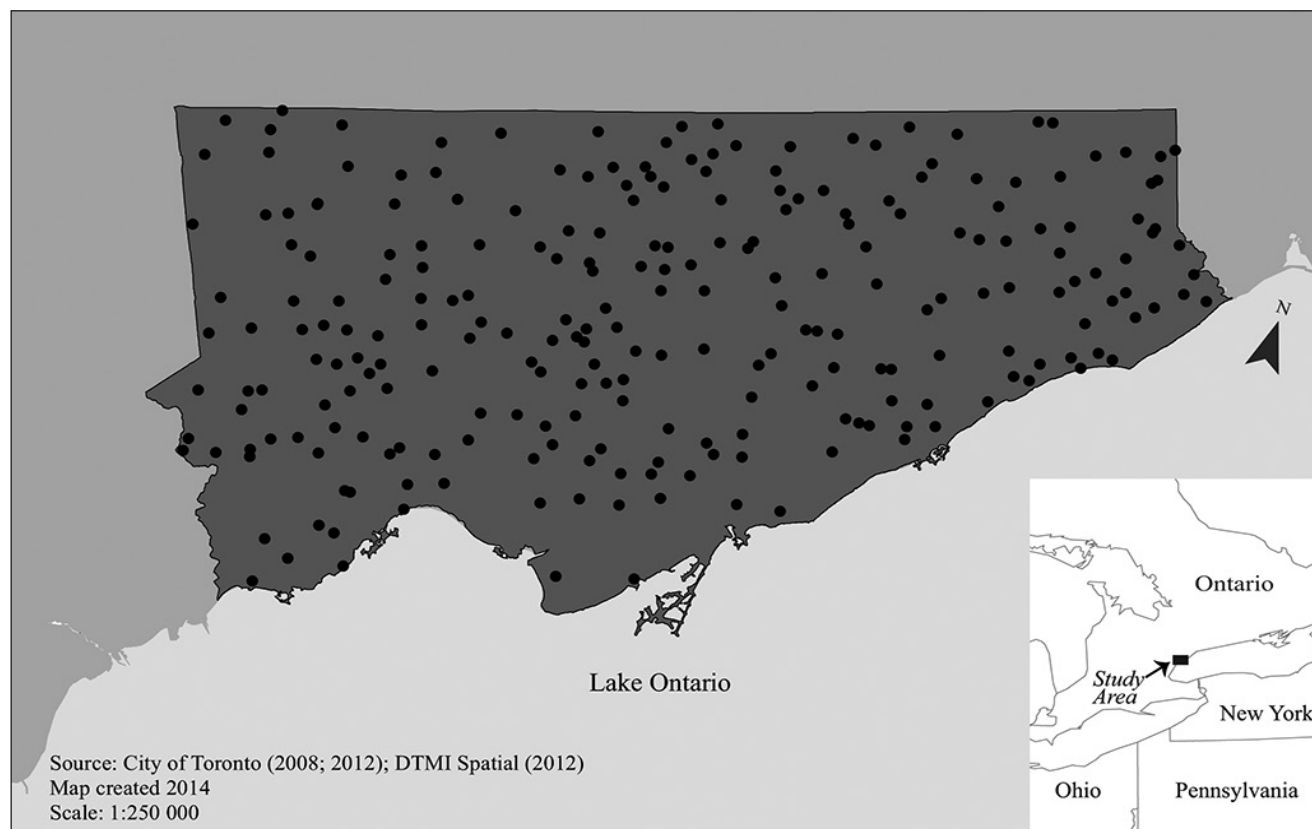 N
Lake Ontario
Source: City of Toronto (2008; 2012); DTMI Spatial (2012)
Map created 2014
Scale: 1:250 000
Ontario
Study
Area
New York
Ohio
Pennsylvania